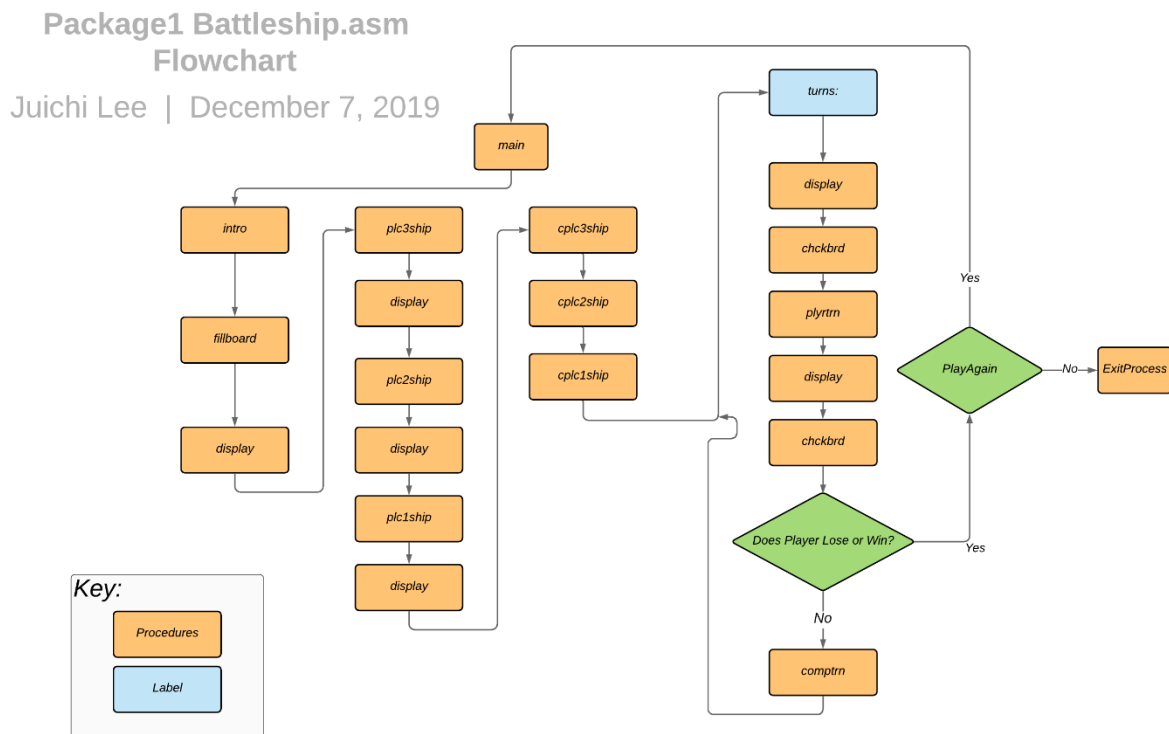 Package1 Battleship.asm
Flowchart
Juichi Lee | December 7, 2019
main
intro
fillboard
display
plc3ship
display
plc2ship
display
plc1ship
display
cplc3ship
cplc2ship
cplc1ship
turns:
display
chckbrd
plyrtrn
display
chckbrd
Does Player Lose or Win?
Yes
No
comptrn
PlayAgain
Yes
No
ExitProcess
Key:
Procedures
Label